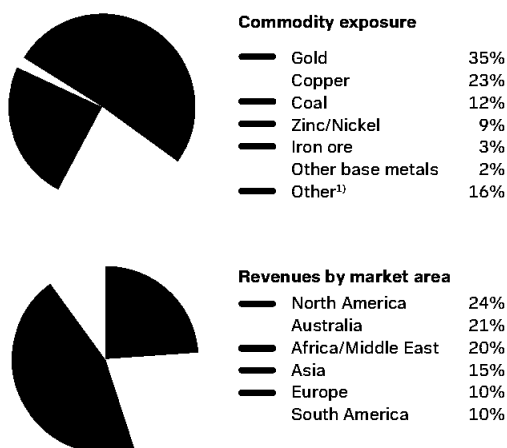 Commodity exposure
Gold 35%
Copper 23%
Coal 12%
Zinc/Nickel 9%
Iron ore 3%
Other base metals 2%
Other¹⁾ 16%
Revenues by market area
North America 24%
Australia 21%
Africa/Middle East 20%
Asia 15%
Europe 10%
South America 10%